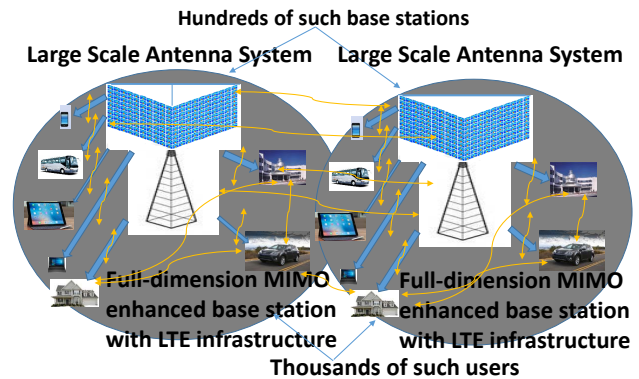 Hundreds of such base stations
Large Scale Antenna System
Large Scale Antenna System
Full-dimension MIMO
enhanced base station
with LTE infrastructure
Full-dimension MIMO
enhanced base station
with LTE infrastructure
Thousands of such users